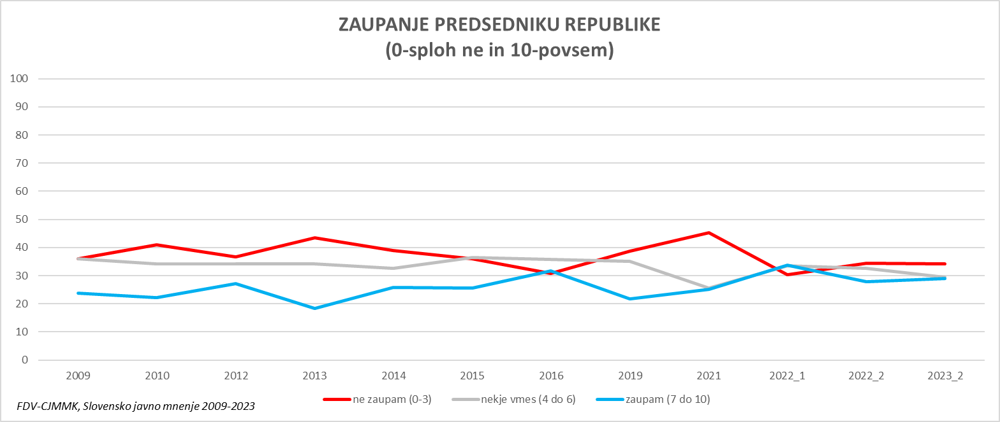 ZAUPANJE PREDSEDNIKU REPUBLIKE
(0-sploh ne in 10-povsem)
100
90
80
70
60
50
40
30
20
10
0
2009 2010 2012 2013 2014 2015 2016 2019 2021 2022_1 2022_2 2023_2
ne zaupam (0-3) nekje vmes (4 do 6) zaupam (7 do 10)
FDV-CJMMK, Slovensko javno mnenje 2009-2023